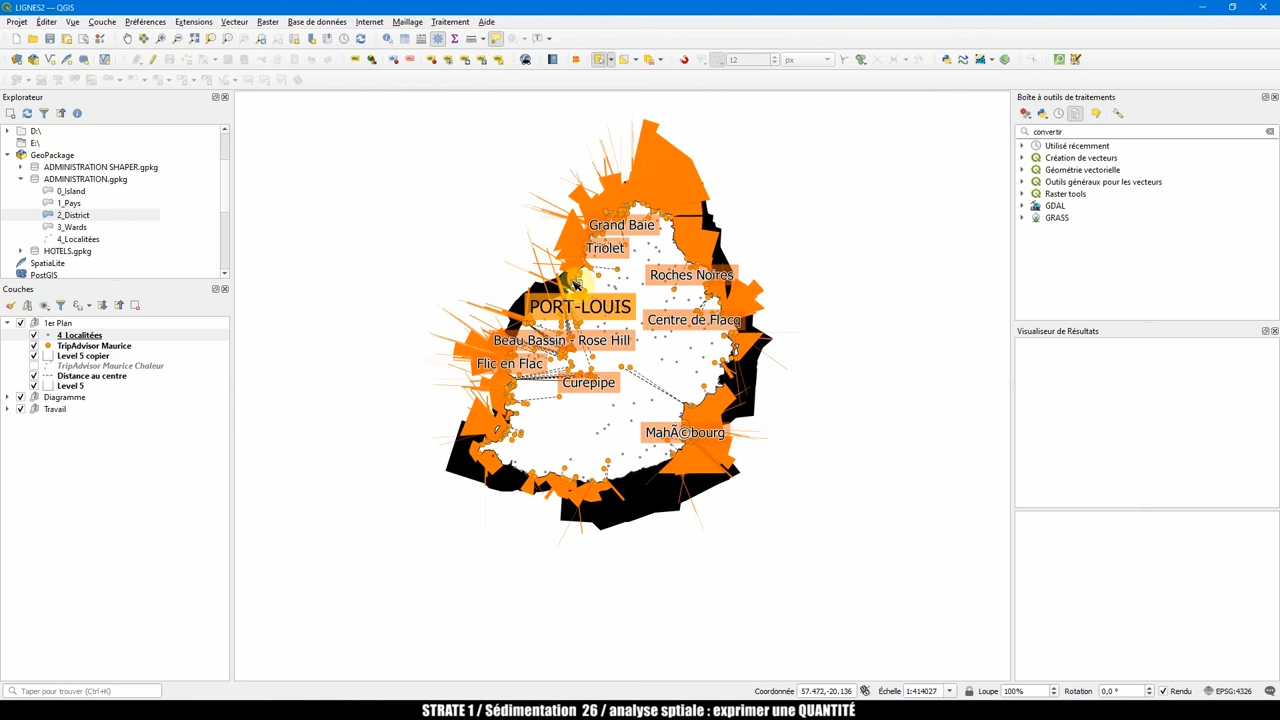 LIGNES2 — QGIS
Projet Éditer Vue Couche Préférences Extensions Vecteur Raster Base de données Internet Maillage Traitement Aide
12 px
Explorateur
D:\
E:\
GeoPackage
ADMINISTRATION SHAPER.gpkg
ADMINISTRATION.gpkg
0_Island
1_Pays
2_District
3_Wards
4_Localitées
HOTELS.gpkg
SpatiaLite
PostGIS
Couches
1er Plan
4 Localitées
TripAdvisor Maurice
Level 5 copier
TripAdvisor Maurice Chaleur
Distance au centre
Level 5
Diagramme
Travail
Grand Baie
Triolet
Roches Noires
PORT-LOUIS
Centre de Flacq
Beau Bassin - Rose Hill
Flic en Flac
Curepipe
MahÃ©bourg
Boîte à outils de traitements
convertir
Utilisé récemment
Création de vecteurs
Géométrie vectorielle
Outils généraux pour les vecteurs
Raster tools
GDAL
GRASS
Visualiseur de Résultats
Taper pour trouver (Ctrl+K)
Coordonnée 57.472,-20.136 Échelle 1:414027 Loupe 100% Rotation 0,0 ° Rendu EPSG:4326
STRATE 1 / Sédimentation 26 / analyse sptiale : exprimer une QUANTITÉ